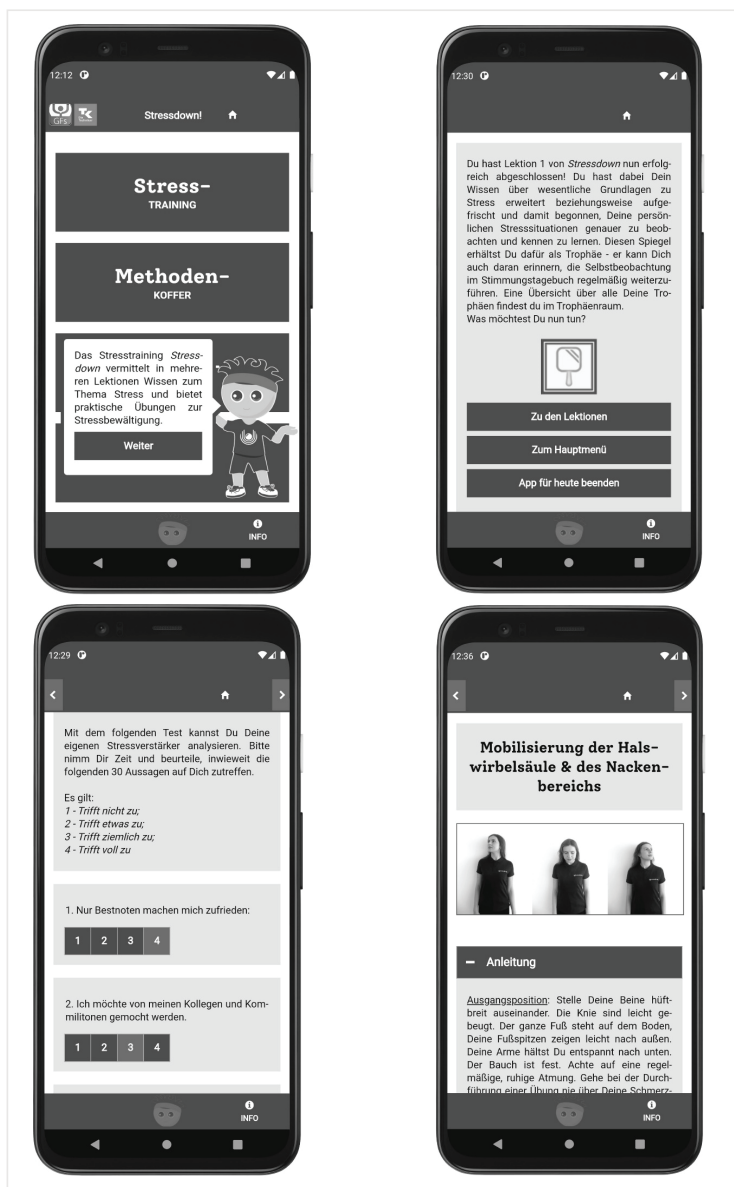 12:12
GFs TK
Stressdown!
Stress-
TRAINING
Methoden-
KOFFER
Das Stresstraining Stress-
down vermittelt in mehre-
ren Lektionen Wissen zum
Thema Stress und bietet
praktische Übungen zur
Stressbewältigung.
Weiter
INFO
12:30
Du hast Lektion 1 von Stressdown nun erfolg-
reich abgeschlossen! Du hast dabei Dein
Wissen über wesentliche Grundlagen zu
Stress erweitert beziehungsweise aufge-
frischt und damit begonnen, Deine persön-
lichen Stresssituationen genauer zu beob-
achten und kennen zu lernen. Diesen Spiegel
erhältst Du dafür als Trophäe - er kann Dich
auch daran erinnern, die Selbstbeobachtung
im Stimmungstagebuch regelmäßig weiterzu-
führen. Eine Übersicht über alle Deine Tro-
phäen findest du im Trophäenraum.
Was möchtest Du nun tun?
Zu den Lektionen
Zum Hauptmenü
App für heute beenden
INFO
12:29
Mit dem folgenden Test kannst Du Deine
eigenen Stressverstärker analysieren. Bitte
nimm Dir Zeit und beurteile, inwieweit die
folgenden 30 Aussagen auf Dich zutreffen.
Es gilt:
1 - Trifft nicht zu;
2 - Trifft etwas zu;
3 - Trifft ziemlich zu;
4 - Trifft voll zu
1. Nur Bestnoten machen mich zufrieden:
1 2 3 4
2. Ich möchte von meinen Kollegen und Kom-
militonen gemocht werden.
1 2 3 4
INFO
12:36
Mobilisierung der Hals-
wirbelsäule & des Nacken-
bereichs
Anleitung
Ausgangsposition: Stelle Deine Beine hüft-
breit auseinander. Die Knie sind leicht ge-
beugt. Der ganze Fuß steht auf dem Boden,
Deine Fußspitzen zeigen leicht nach außen.
Deine Arme hältst Du entspannt nach unten.
Der Bauch ist fest. Achte auf eine regel-
mäßige, ruhige Atmung. Gehe bei der Durch-
führung einer Übung nie über Deine Schmerz-
INFO